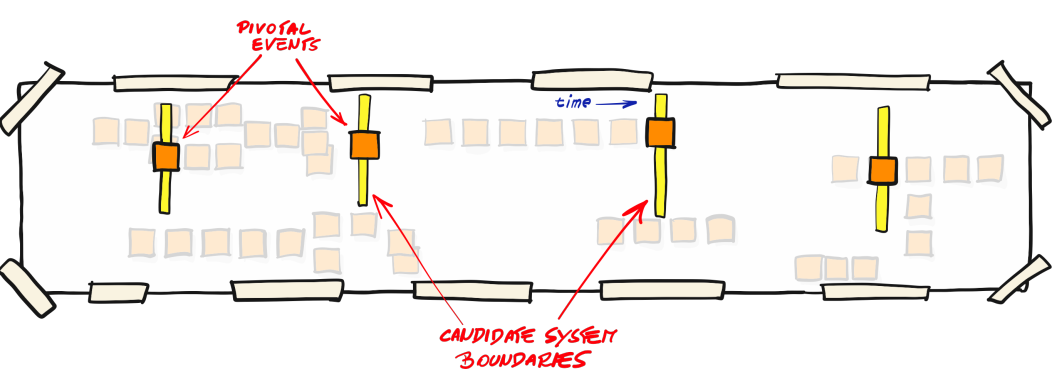 PIVOTAL
EVENTS
time
CANDIDATE SYSTEM
BOUNDARIES